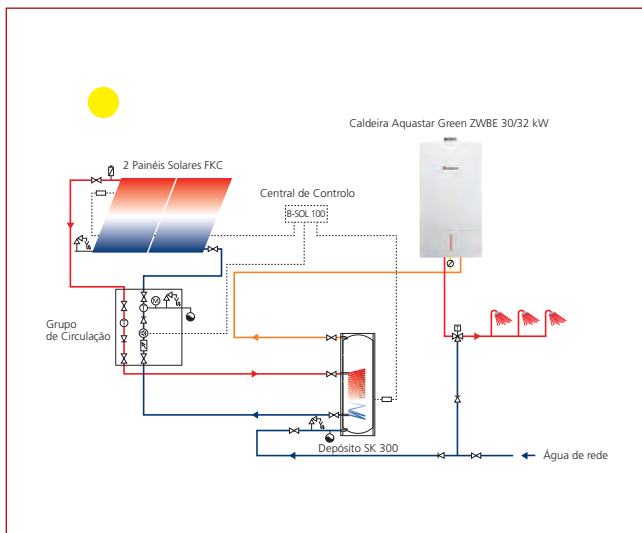 Caldeira Aquastar Green ZWBE 30/32 kW
2 Painéis Solares FKC
Central de Controlo
B-SOL 100
M
Grupo
de Circulação
Depósito SK 300
Água de rede